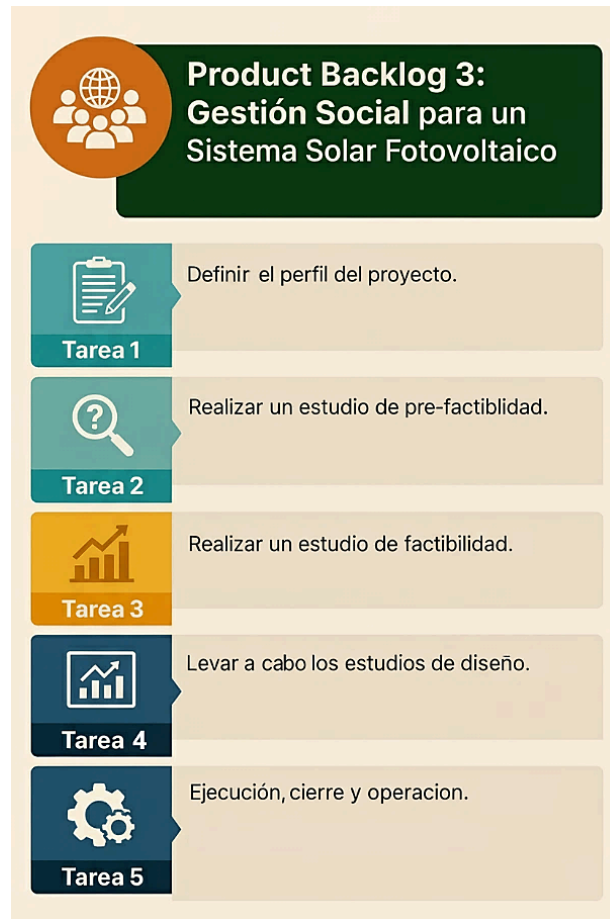 Product Backlog 3:
Gestión Social para un
Sistema Solar Fotovoltaico
Definir el perfil del proyecto.
Tarea 1
Realizar un estudio de pre-factiblidad.
?
Tarea 2
Realizar un estudio de factibilidad.
Tarea 3
Levar a cabo los estudios de diseño.
Tarea 4
Ejecución, cierre y operacion.
Tarea 5